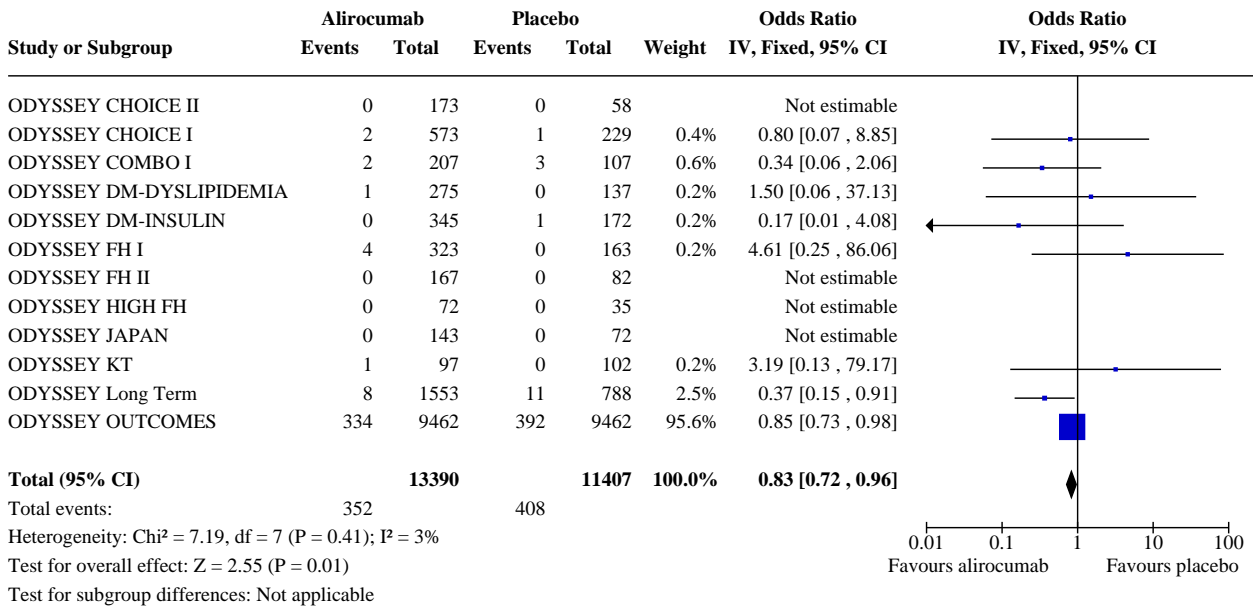 Alirocumab Placebo Odds Ratio Odds Ratio
Study or Subgroup Events Total Events Total Weight IV, Fixed, 95% CI IV, Fixed, 95% CI
ODYSSEY CHOICE II 0 173 0 58 Not estimable
ODYSSEY CHOICE I 2 573 1 229 0.4% 0.80 [0.07 , 8.85]
ODYSSEY COMBO I 2 207 3 107 0.6% 0.34 [0.06 , 2.06]
ODYSSEY DM-DYSLIPIDEMIA 1 275 0 137 0.2% 1.50 [0.06 , 37.13]
ODYSSEY DM-INSULIN 0 345 1 172 0.2% 0.17 [0.01 , 4.08]
ODYSSEY FH I 4 323 0 163 0.2% 4.61 [0.25 , 86.06]
ODYSSEY FH II 0 167 0 82 Not estimable
ODYSSEY HIGH FH 0 72 0 35 Not estimable
ODYSSEY JAPAN 0 143 0 72 Not estimable
ODYSSEY KT 1 97 0 102 0.2% 3.19 [0.13 , 79.17]
ODYSSEY Long Term 8 1553 11 788 2.5% 0.37 [0.15 , 0.91]
ODYSSEY OUTCOMES 334 9462 392 9462 95.6% 0.85 [0.73 , 0.98]
Total (95% CI) 13390 11407 100.0% 0.83 [0.72 , 0.96]
Total events: 352 408
Heterogeneity: Chi² = 7.19, df = 7 (P = 0.41); I² = 3%
Test for overall effect: Z = 2.55 (P = 0.01)
Test for subgroup differences: Not applicable
0.01 0.1 1 10 100
Favours alirocumab Favours placebo